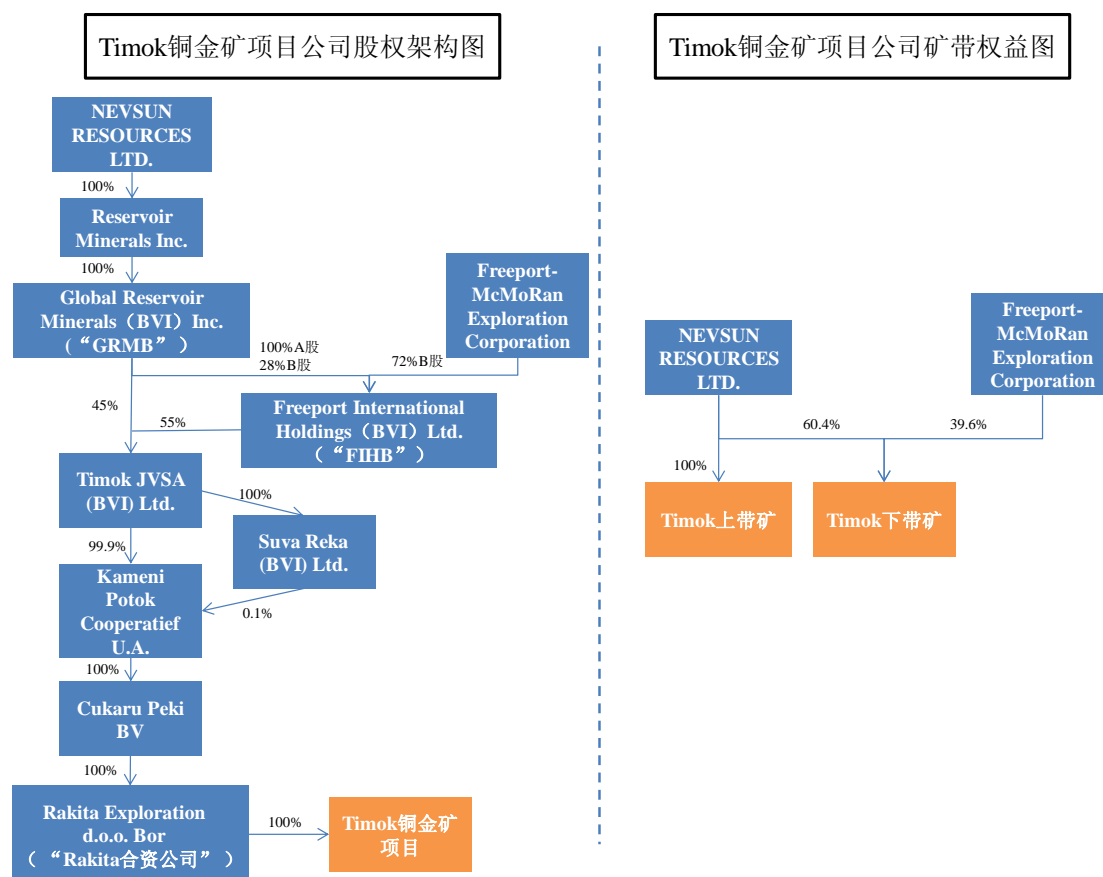 Timok铜金矿项目公司股权架构图
NEVSUN
RESOURCES
LTD.
100%
Reservoir
Minerals Inc.
100%
Global Reservoir
Minerals（BVI）Inc.
(“GRMB”）
Freeport-
McMoRan
Exploration
Corporation
100%A股
28%B股
72%B股
45%
55%
Freeport International
Holdings（BVI）Ltd.
（ “FIHB”）
Timok JVSA
(BVI) Ltd.
100%
Suva Reka
(BVI) Ltd.
99.9%
Kameni
Potok
Cooperatief
U.A.
0.1%
100%
Cukaru Peki
BV
100%
Rakita Exploration
d.o.o. Bor
（ “Rakita合资公司” ）
100%
Timok铜金矿
项目
Timok铜金矿项目公司矿带权益图
NEVSUN
RESOURCES
LTD.
Freeport-
McMoRan
Exploration
Corporation
60.4%
39.6%
100%
Timok上带矿
Timok下带矿